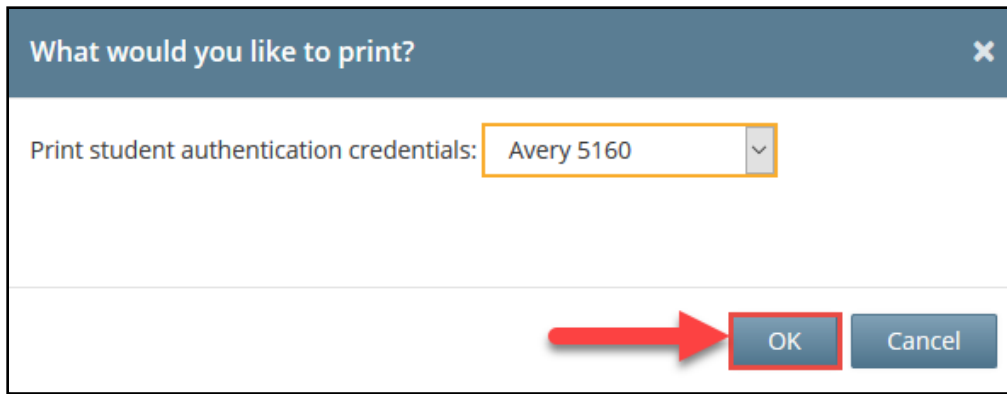 What would you like to print?
Print student authentication credentials: Avery 5160
OK Cancel